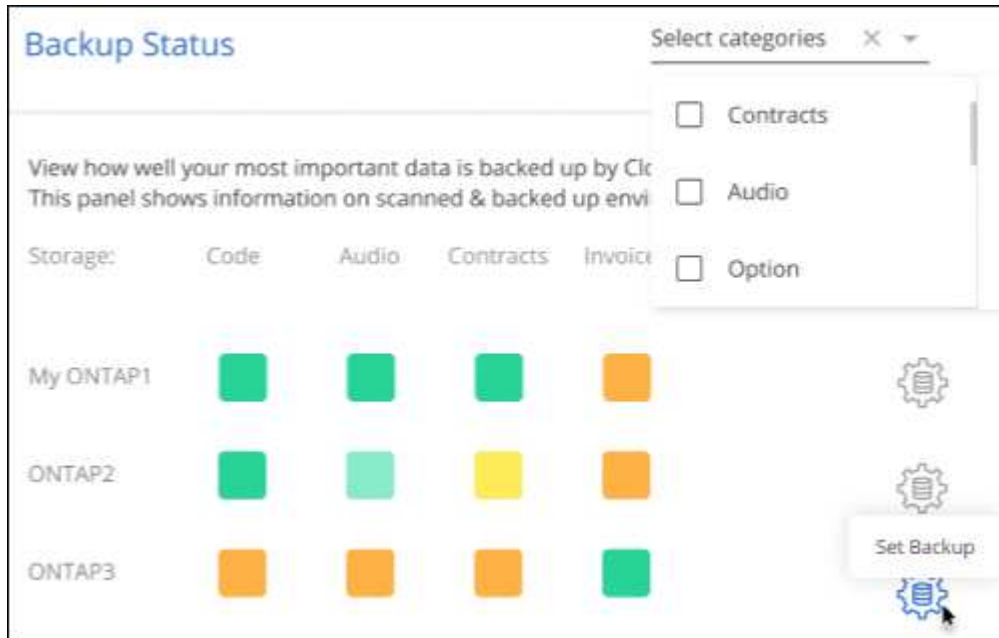 Backup Status
Select categories
Contracts
View how well your most important data is backed up by Clo
This panel shows information on scanned & backed up envi
Audio
Storage: Code Audio Contracts Invoice
Option
My ONTAP1
ONTAP2
Set Backup
ONTAP3